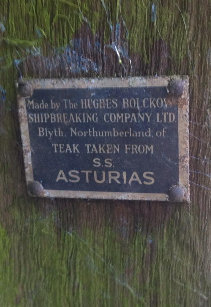 Made by The HUGHES BOLCKOW
SHIPBREAKING COMPANY LTD
Blyth, Northumberland, of
TEAK TAKEN FROM
S.S.
ASTURIAS